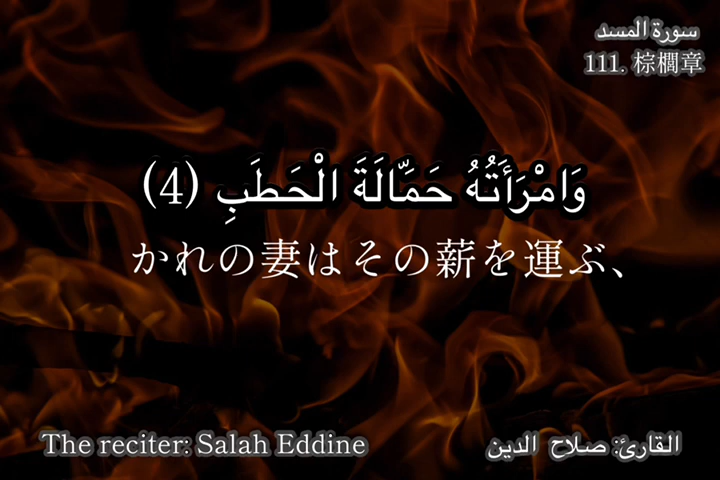 سورة المسد
111. 棕櫚章
وَامْرَأَتُهُ حَمَّالَةَ الْحَطَبِ (4)
かれの妻はその薪を運ぶ、
The reciter: Salah Eddine
القارئ: صلاح الدين